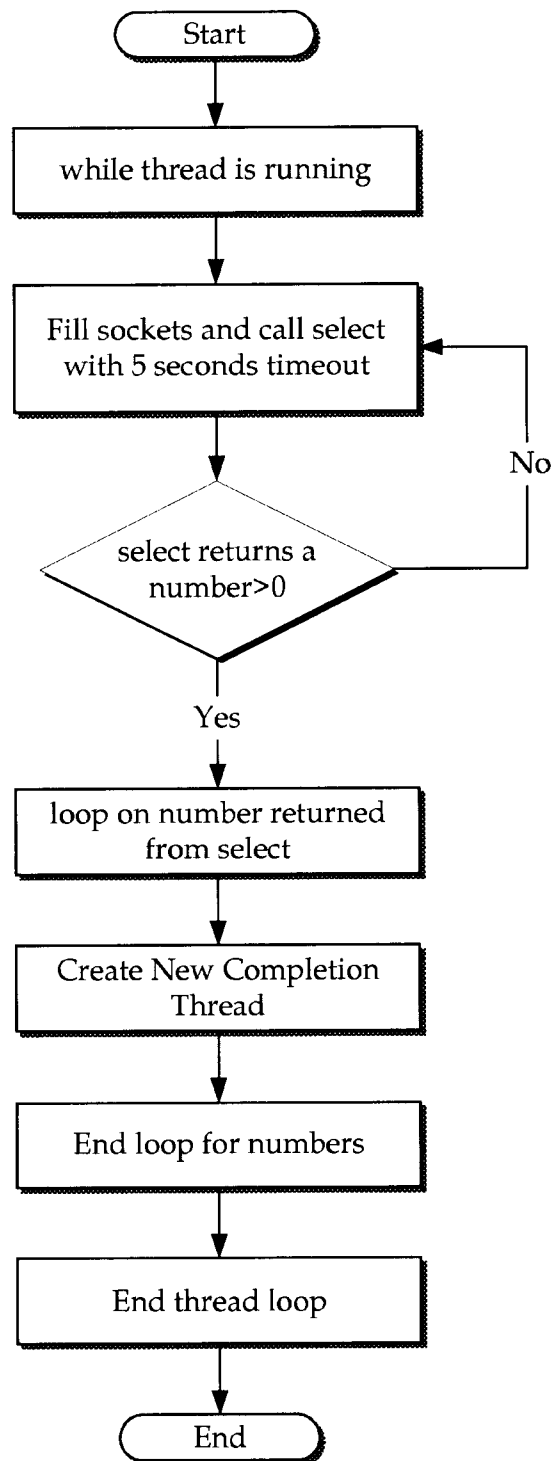 Start
while thread is running
Fill sockets and call select
with 5 seconds timeout
No
select returns a
number>0
Yes
loop on number returned
from select
Create New Completion
Thread
End loop for numbers
End thread loop
End